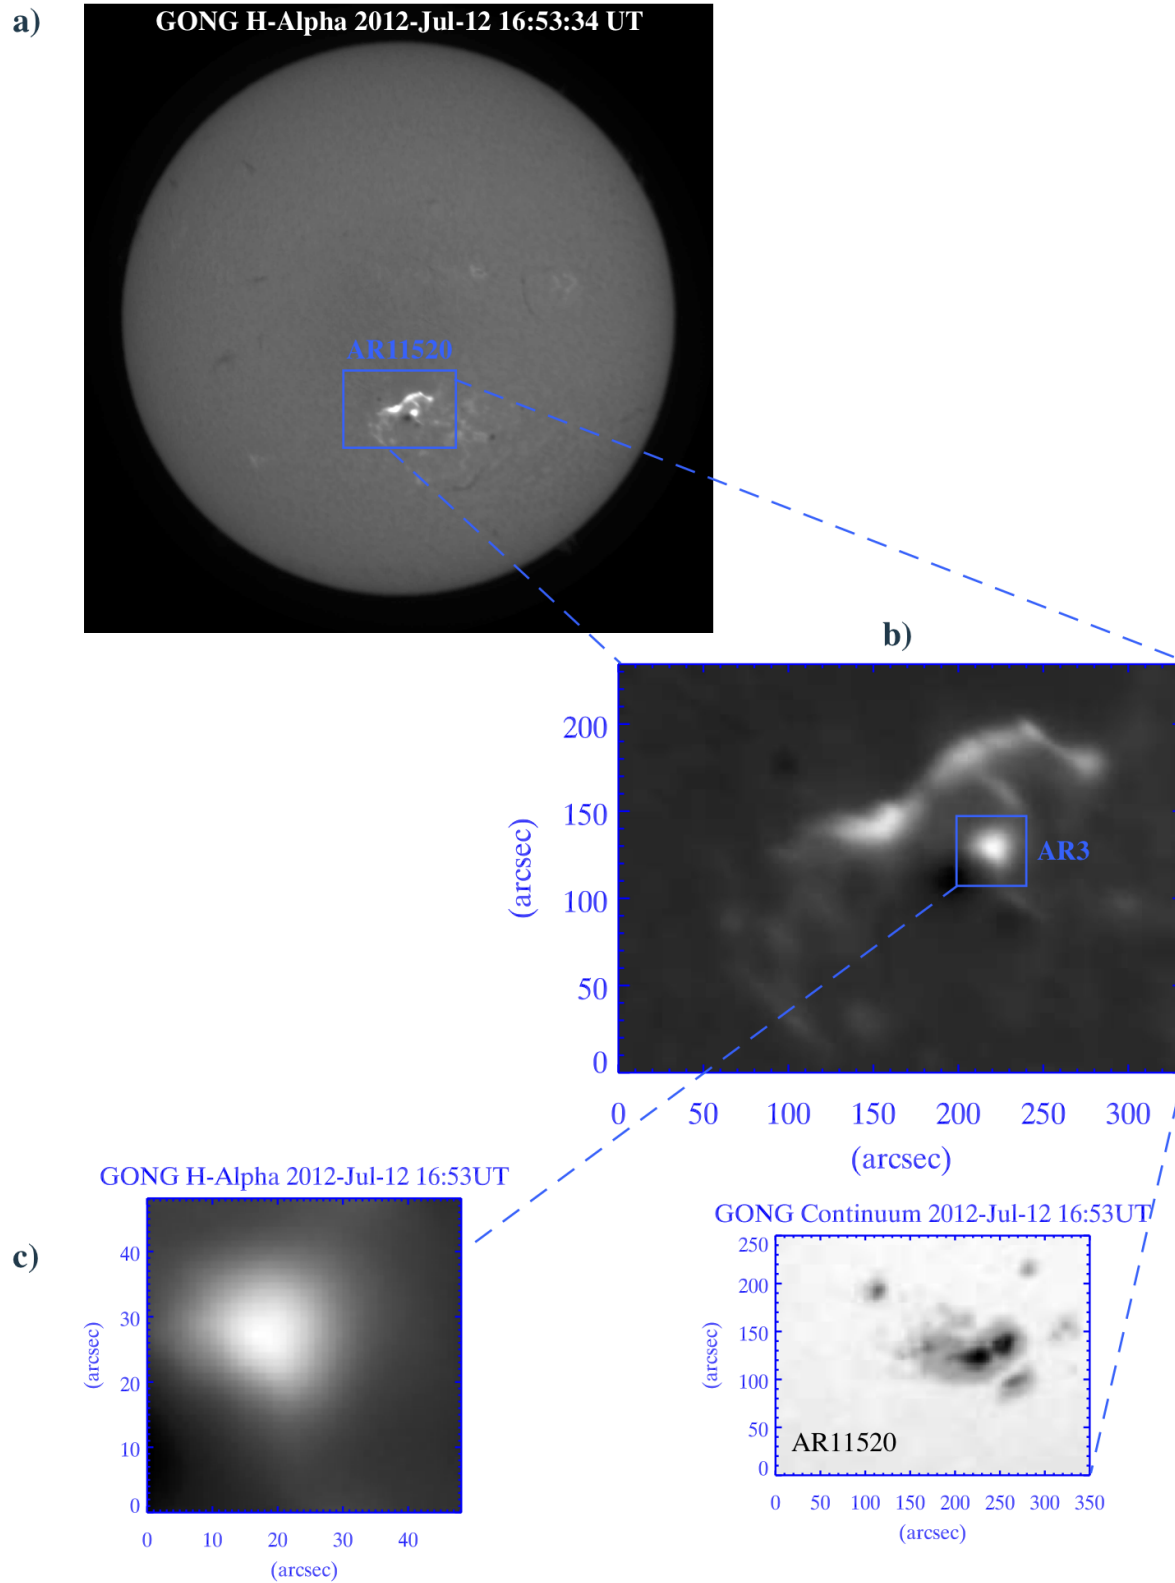 a)
GONG H-Alpha 2012-Jul-12 16:53:34 UT
AR11520
b)
200
150
100
50
0
(arcsec)
AR3
0 50 100 150 200 250 300
(arcsec)
c)
GONG H-Alpha 2012-Jul-12 16:53UT
40
30
20
10
0
(arcsec)
0 10 20 30 40
(arcsec)
GONG Continuum 2012-Jul-12 16:53UT
250
200
150
100
50
0
(arcsec)
AR11520
0 50 100 150 200 250 300 350
(arcsec)